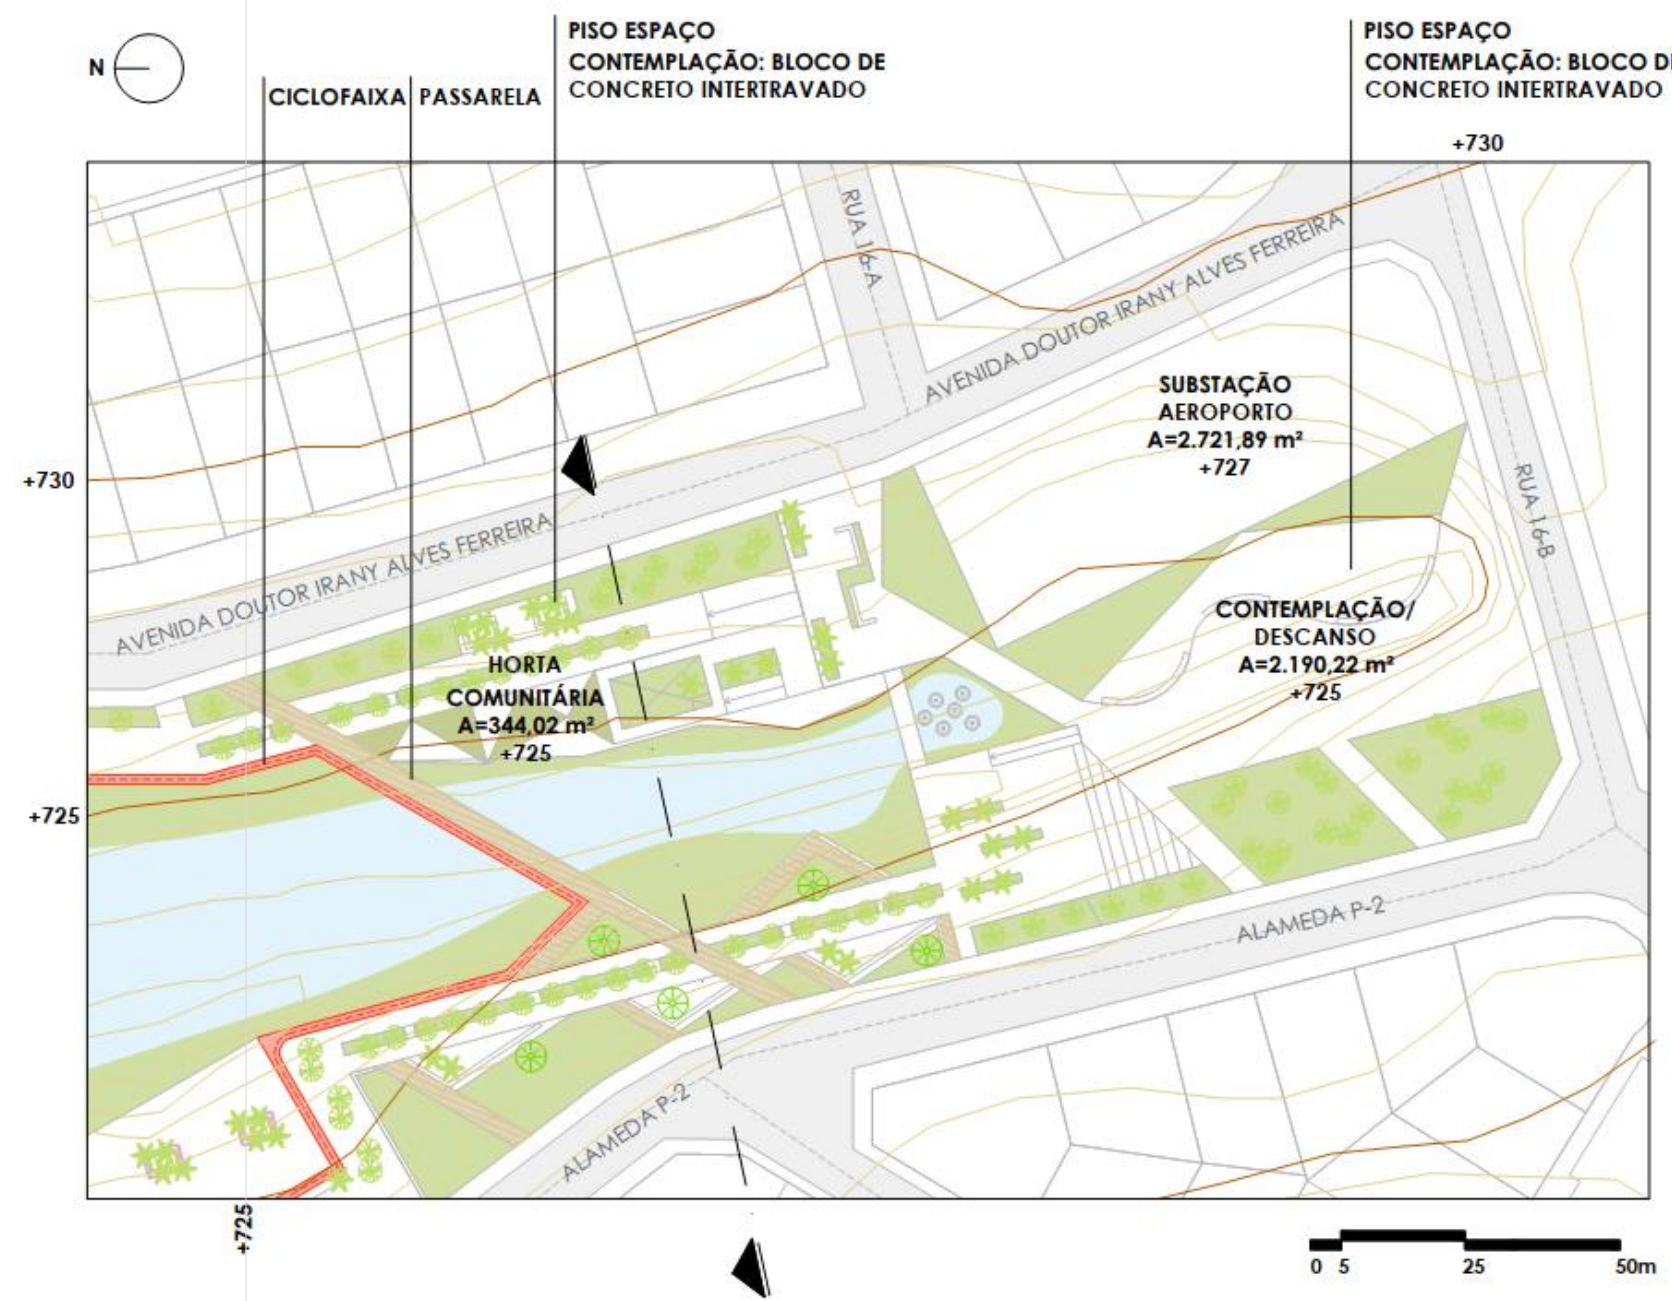 PISO ESPAÇO
CONTEMPLAÇÃO: BLOCO DE
CONCRETO INTERTRAVADO
PISO ESPAÇO
CONTEMPLAÇÃO: BLOCO DE
CONCRETO INTERTRAVADO
N
CICLOFAIXA
PASSARELA
+730
RUA 16-A
AVENIDA DOUTOR IRANY ALVES FERREIRA
SUBSTAÇÃO
AEROPORTO
A=2.721,89 m²
+727
+730
RUA 16-B
AVENIDA DOUTOR IRANY ALVES FERREIRA
CONTEMPLAÇÃO/
DESCANSO
A=2.190,22 m²
+725
HORTA
COMUNITÁRIA
A=344,02 m²
+725
+725
ALAMEDA P-2
ALAMEDA P-2
+725
0 5 25 50m